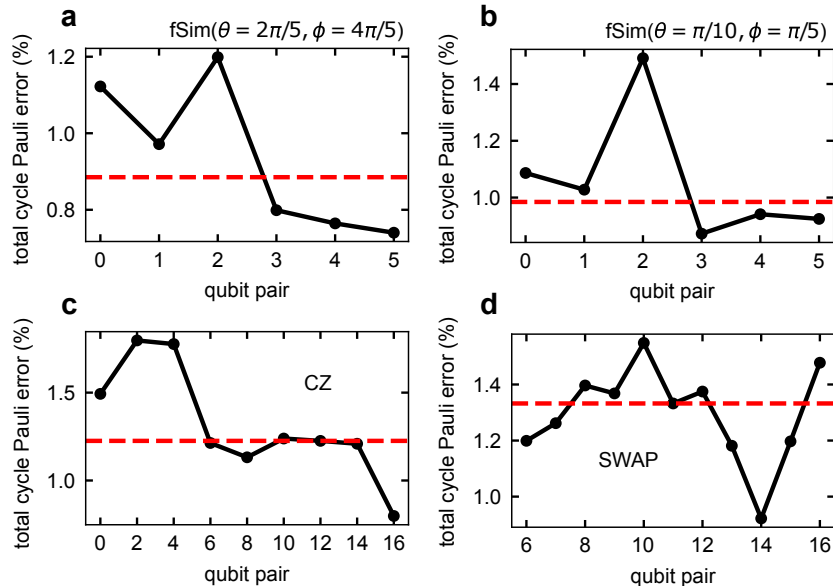 a
fSim(θ = 2π/5, ϕ = 4π/5)
total cycle Pauli error (%)
1.2
1.0
0.8
0 1 2 3 4 5
qubit pair
b
fSim(θ = π/10, ϕ = π/5)
total cycle Pauli error (%)
1.4
1.2
1.0
0 1 2 3 4 5
qubit pair
c
total cycle Pauli error (%)
1.5
1.0
CZ
0 2 4 6 8 10 12 14 16
qubit pair
d
total cycle Pauli error (%)
1.4
1.2
1.0
SWAP
6 8 10 12 14 16
qubit pair